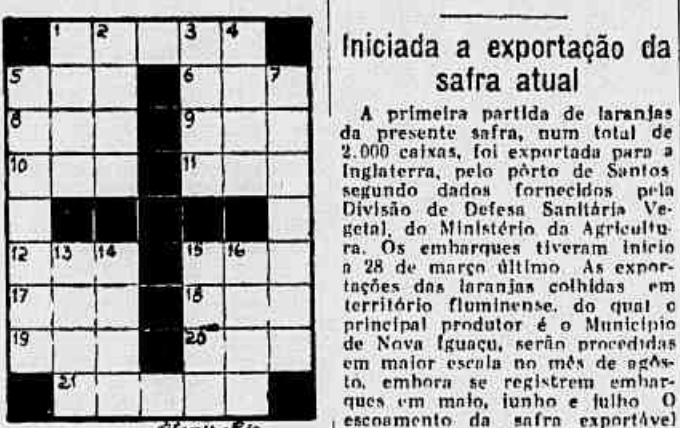 1 2 3 4
5 6 7
8 9
10 11
12 13 14 15 16
17 18
19 20
21
Iniciada a exportação da
safra atual
A primeira partida de laranjas
da presente safra, num total de
2.000 caixas, foi exportada para a
Inglaterra, pelo pôrto de Santos
segundo dados fornecidos pela
Divisão de Defesa Sanitária Ve-
getal, do Ministério da Agricultu-
ra. Os embarques tiveram inicio
a 28 de março último As expor-
tações das laranjas colhidas em
território fluminense, do qual o
principal produtor é o Municipio
de Nova Iguaçu, serão procedidas
em maior escala no mês de agôs-
to, embora se registrem embar-
ques em maio, junho e julho O
escoamento da safra exportável